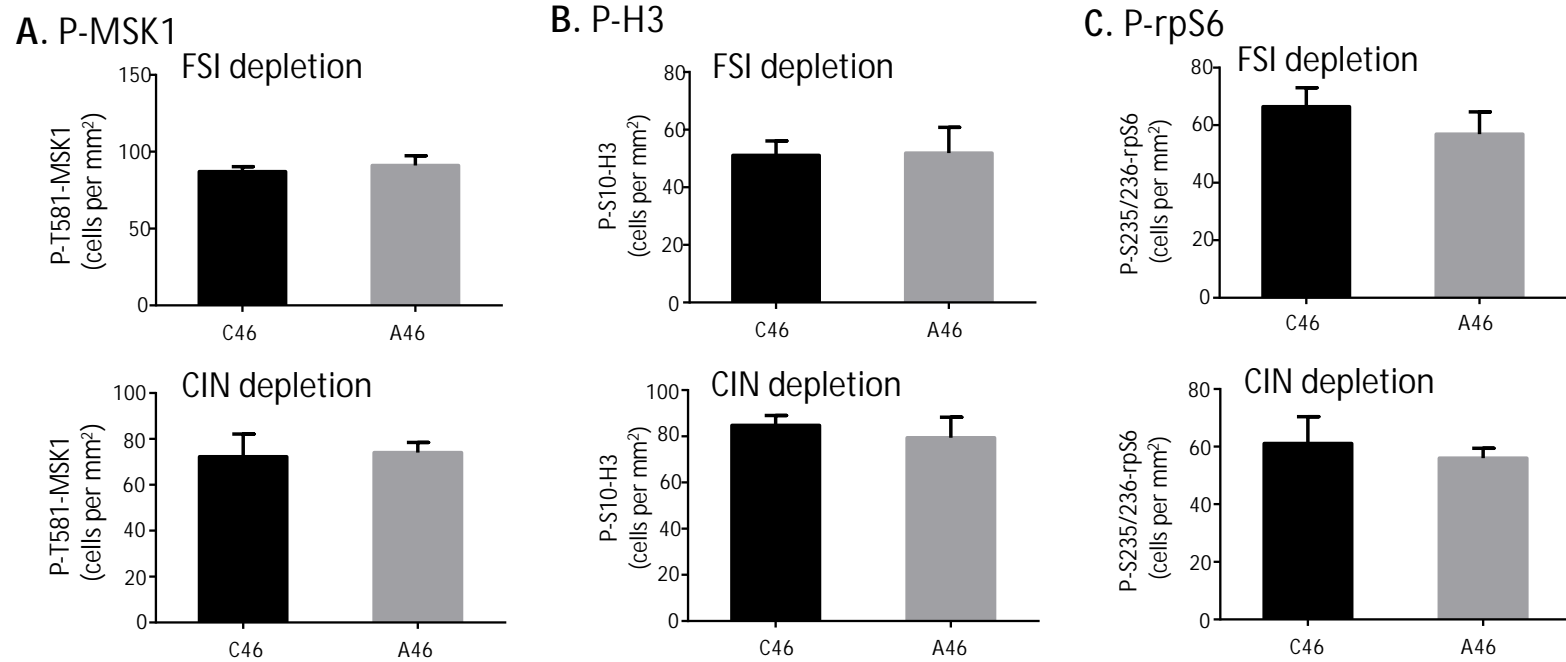 A. P-MSK1
FSI depletion
P-T581-MSK1
(cells per mm²)
150
100
50
0
C46
A46
CIN depletion
P-T581-MSK1
(cells per mm²)
100
80
60
40
20
0
C46
A46
B. P-H3
FSI depletion
P-S10-H3
(cells per mm²)
80
60
40
20
0
C46
A46
CIN depletion
P-S10-H3
(cells per mm²)
100
80
60
40
20
0
C46
A46
C. P-rpS6
FSI depletion
P-S235/236-rpS6
(cells per mm²)
80
60
40
20
0
C46
A46
CIN depletion
P-S235/236-rpS6
(cells per mm²)
80
60
40
20
0
C46
A46